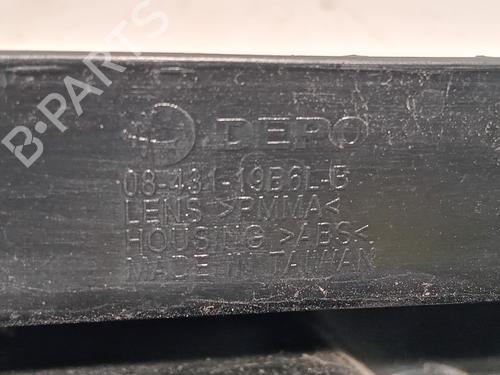 B-PARTS
DEPO
08-431-19B6L-
LENS >PMMA<
HOUSING >ABS<
MADE IN TAIWAN